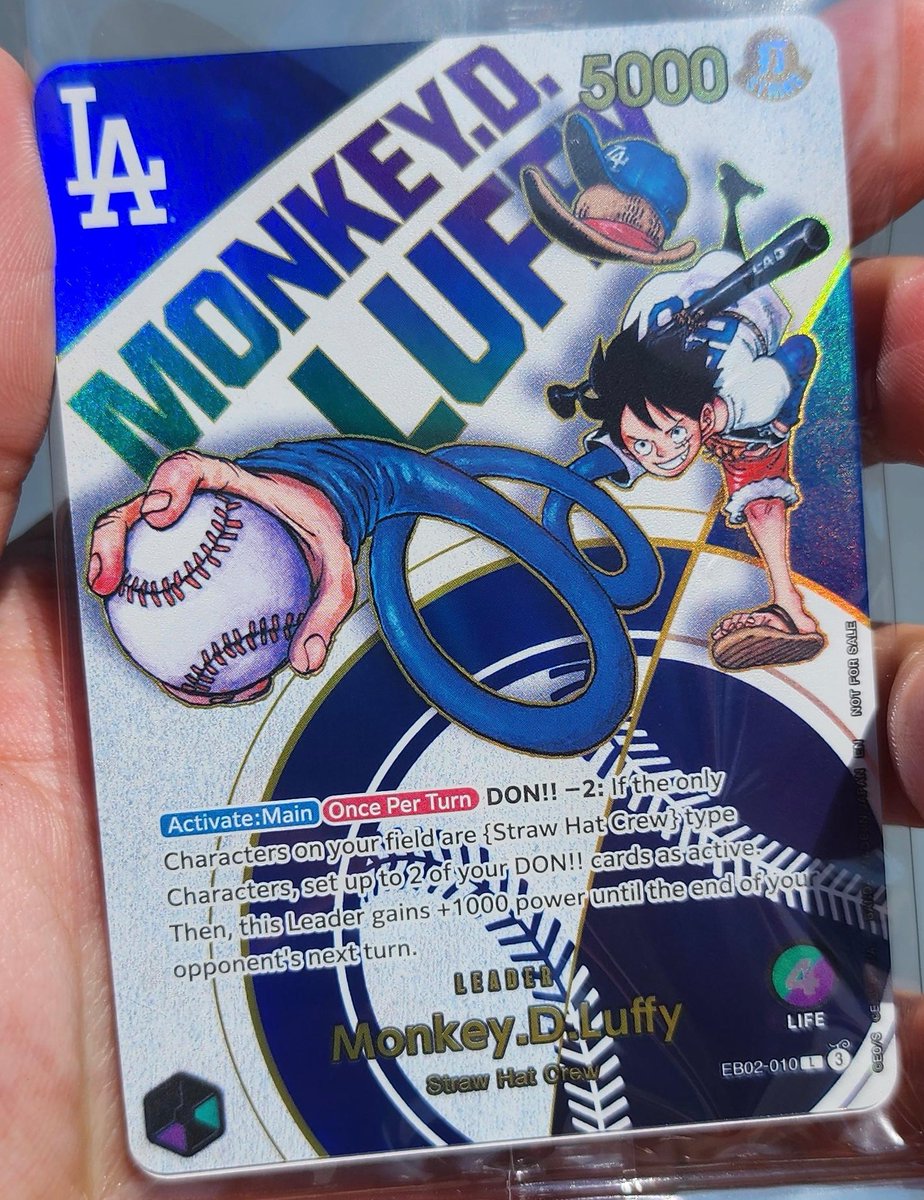 LA
MONKEY.D.
LUFFY
5000
Activate:Main Once Per Turn DON!! −2: If the only
Characters on your field are {Straw Hat Crew} type
Characters, set up to 2 of your DON!! cards as active.
Then, this Leader gains +1000 power until the end of you
opponent's next turn.
LEADER
Monkey.D.Luffy
Straw Hat Crew
4
LIFE
EB02-010 L 3
NOT FOR SALE